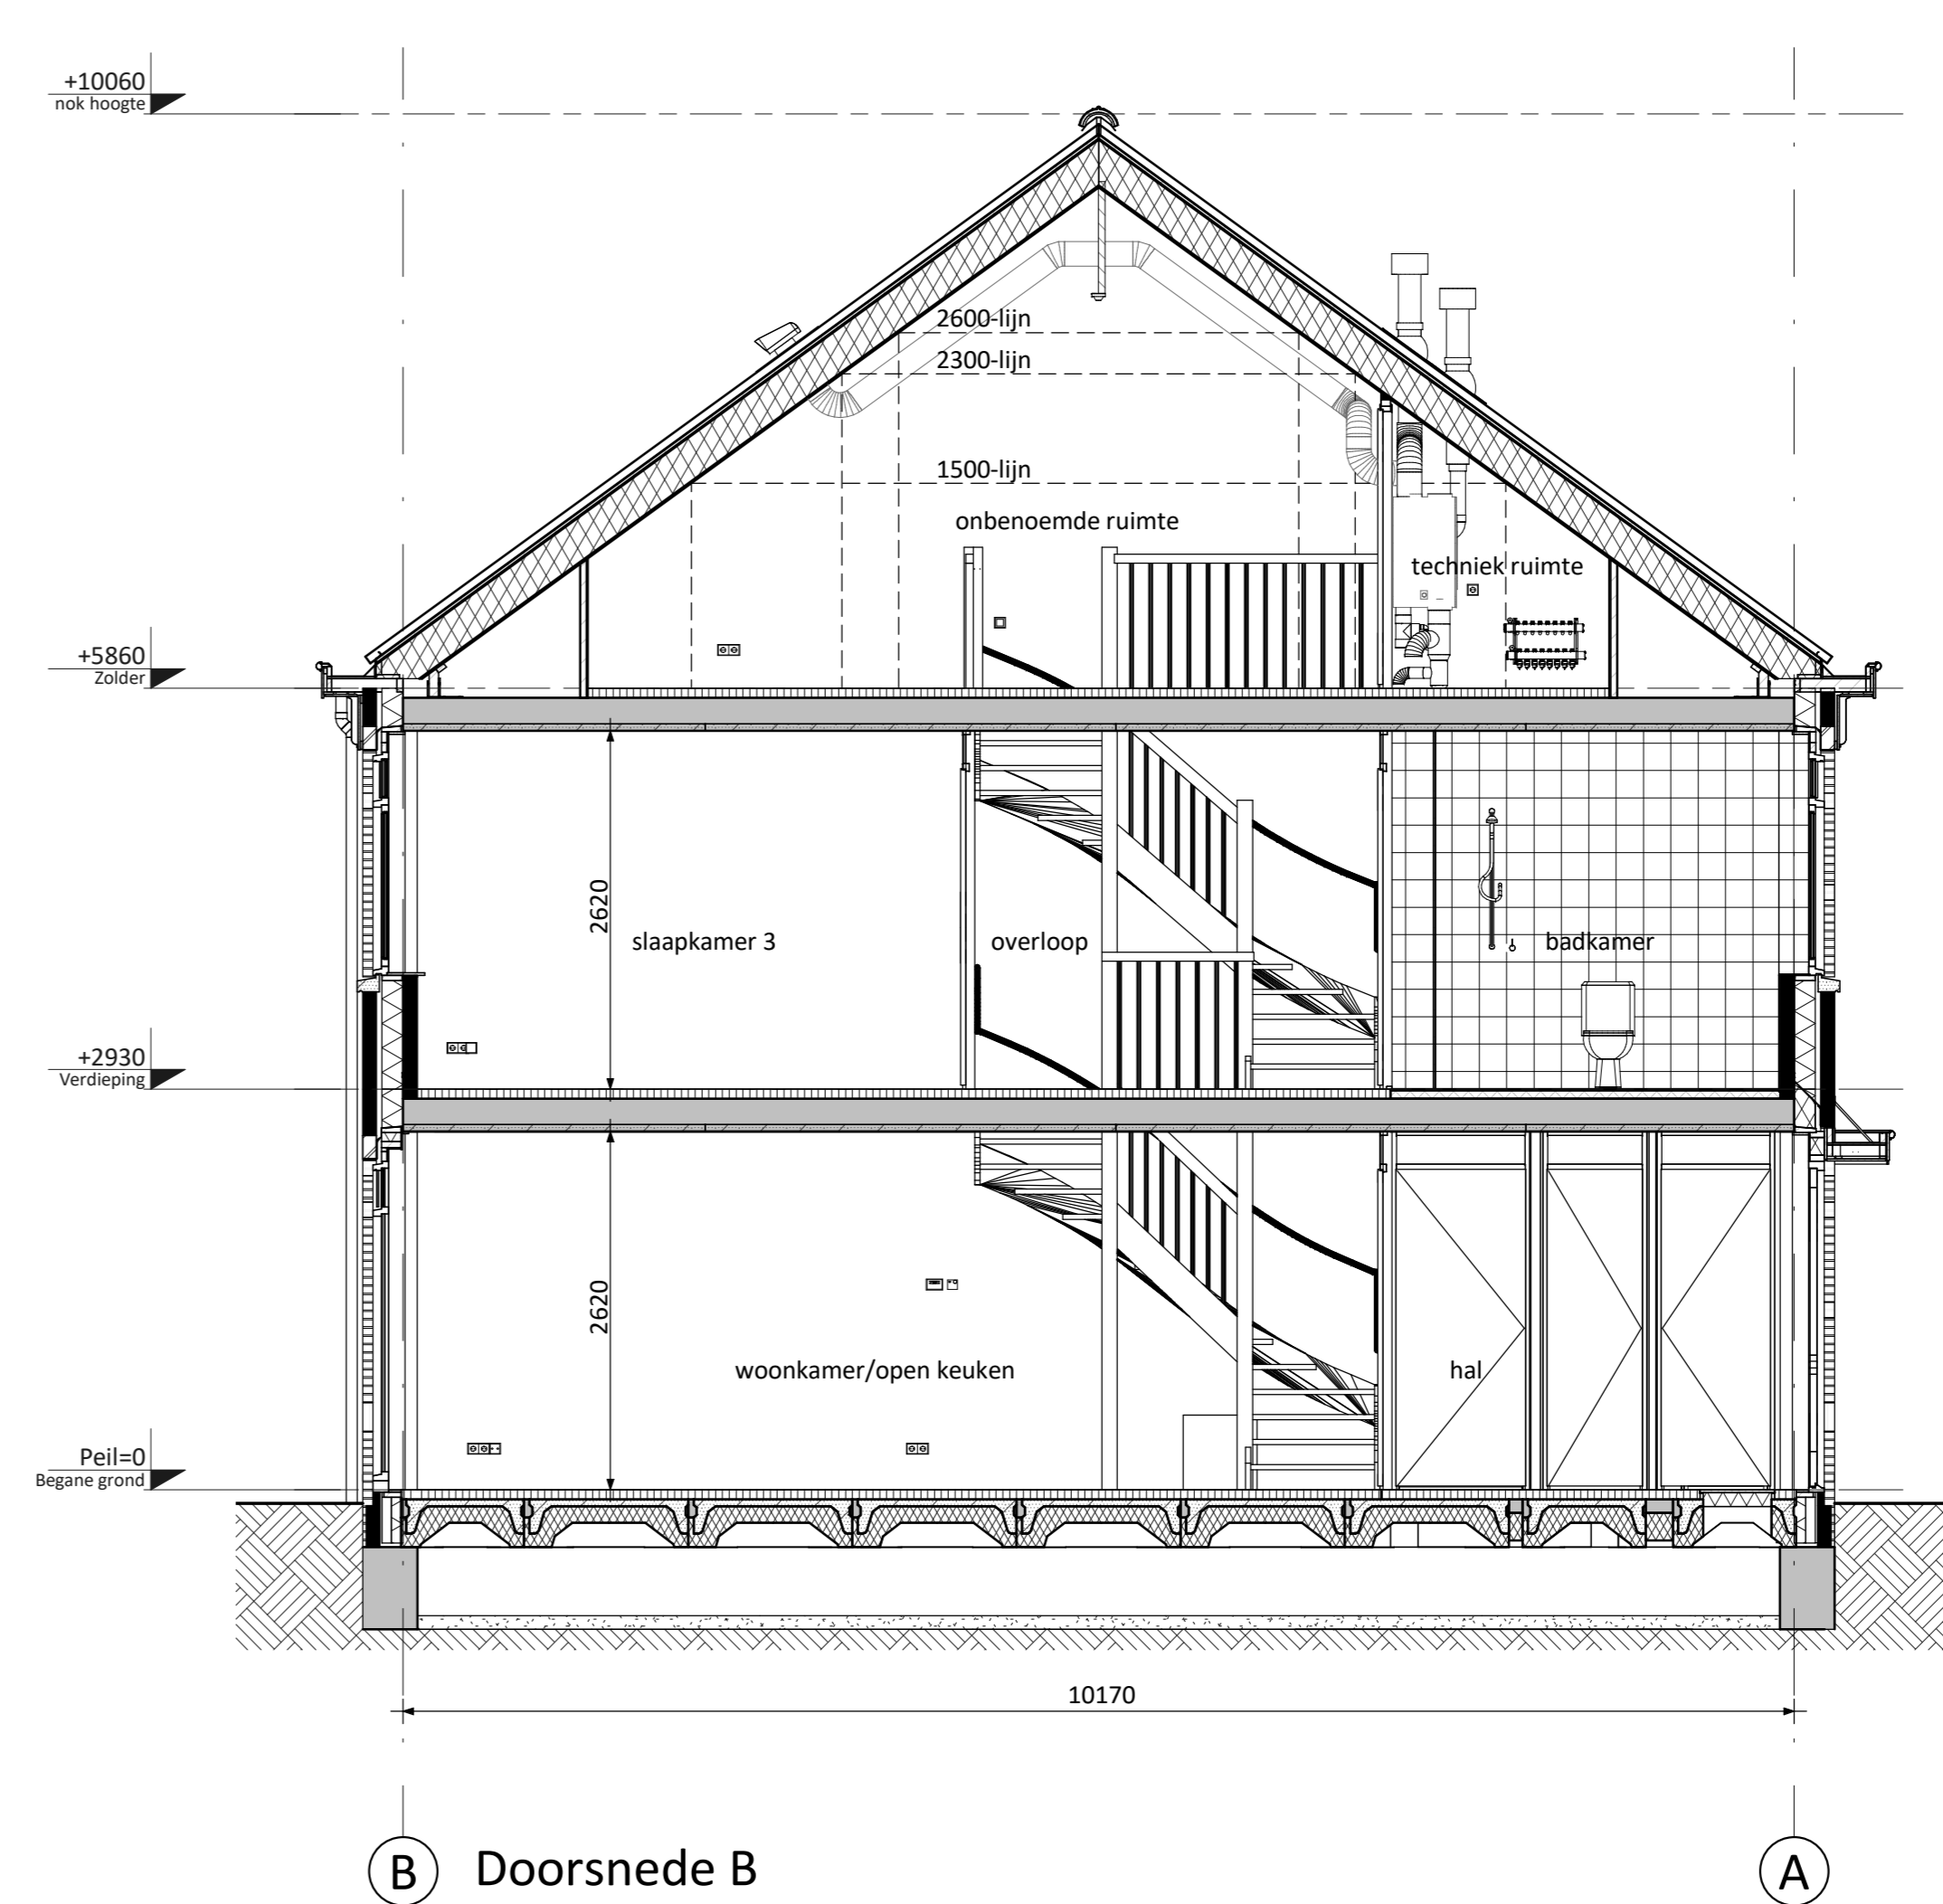 +10060
nok hoogte
2600-lijn
2300-lijn
1500-lijn
onbenoemde ruimte
techniek ruimte
+5860
Zolder
2620
slaapkamer 3
overloop
badkamer
+2930
Verdieping
2620
woonkamer/open keuken
hal
Peil=0
Begane grond
10170
B
Doorsnede B
A